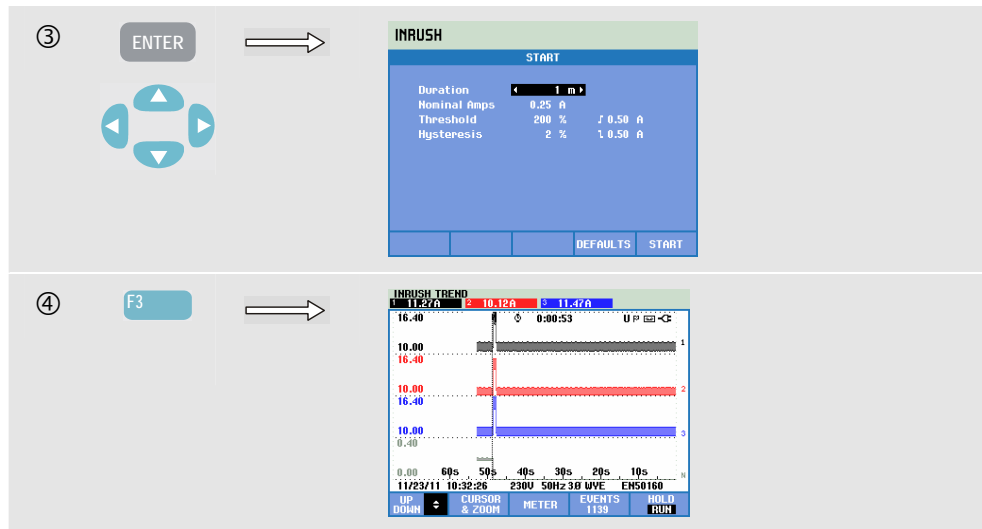 ③
ENTER
INRUSH
START
Duration 1 m
Nominal Amps 0.25 A
Threshold 200 % 0.50 A
Hysteresis 2 % 0.50 A
DEFAULTS START
④
F3
INRUSH TREND
1 11.27A 2 10.12A 3 11.47A
16.40 0:00:53 U
10.00 1
16.40
10.00 2
16.40
10.00 3
0.40
0.00 60s 50s 40s 30s 20s 10s N
11/23/11 10:32:26 230V 50Hz 3.0' WYE EN50160
UP DOWN CURSOR & ZOOM METER EVENTS 1139 HOLD RUN